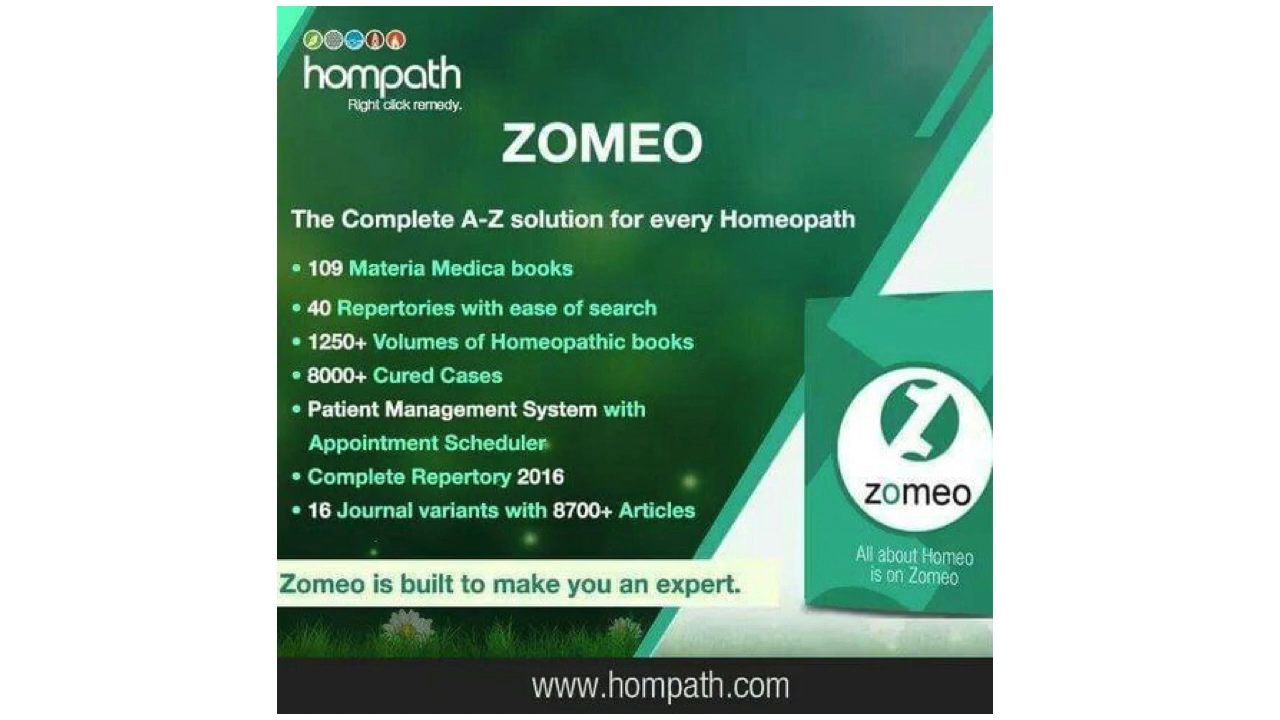 hompath
Right click remedy.
ZOMEO
The Complete A-Z solution for every Homeopath
• 109 Materia Medica books
• 40 Repertories with ease of search
• 1250+ Volumes of Homeopathic books
• 8000+ Cured Cases
• Patient Management System with
Appointment Scheduler
• Complete Repertory 2016
• 16 Journal variants with 8700+ Articles
zomeo
All about Homeo
is on Zomeo
Zomeo is built to make you an expert.
www.hompath.com